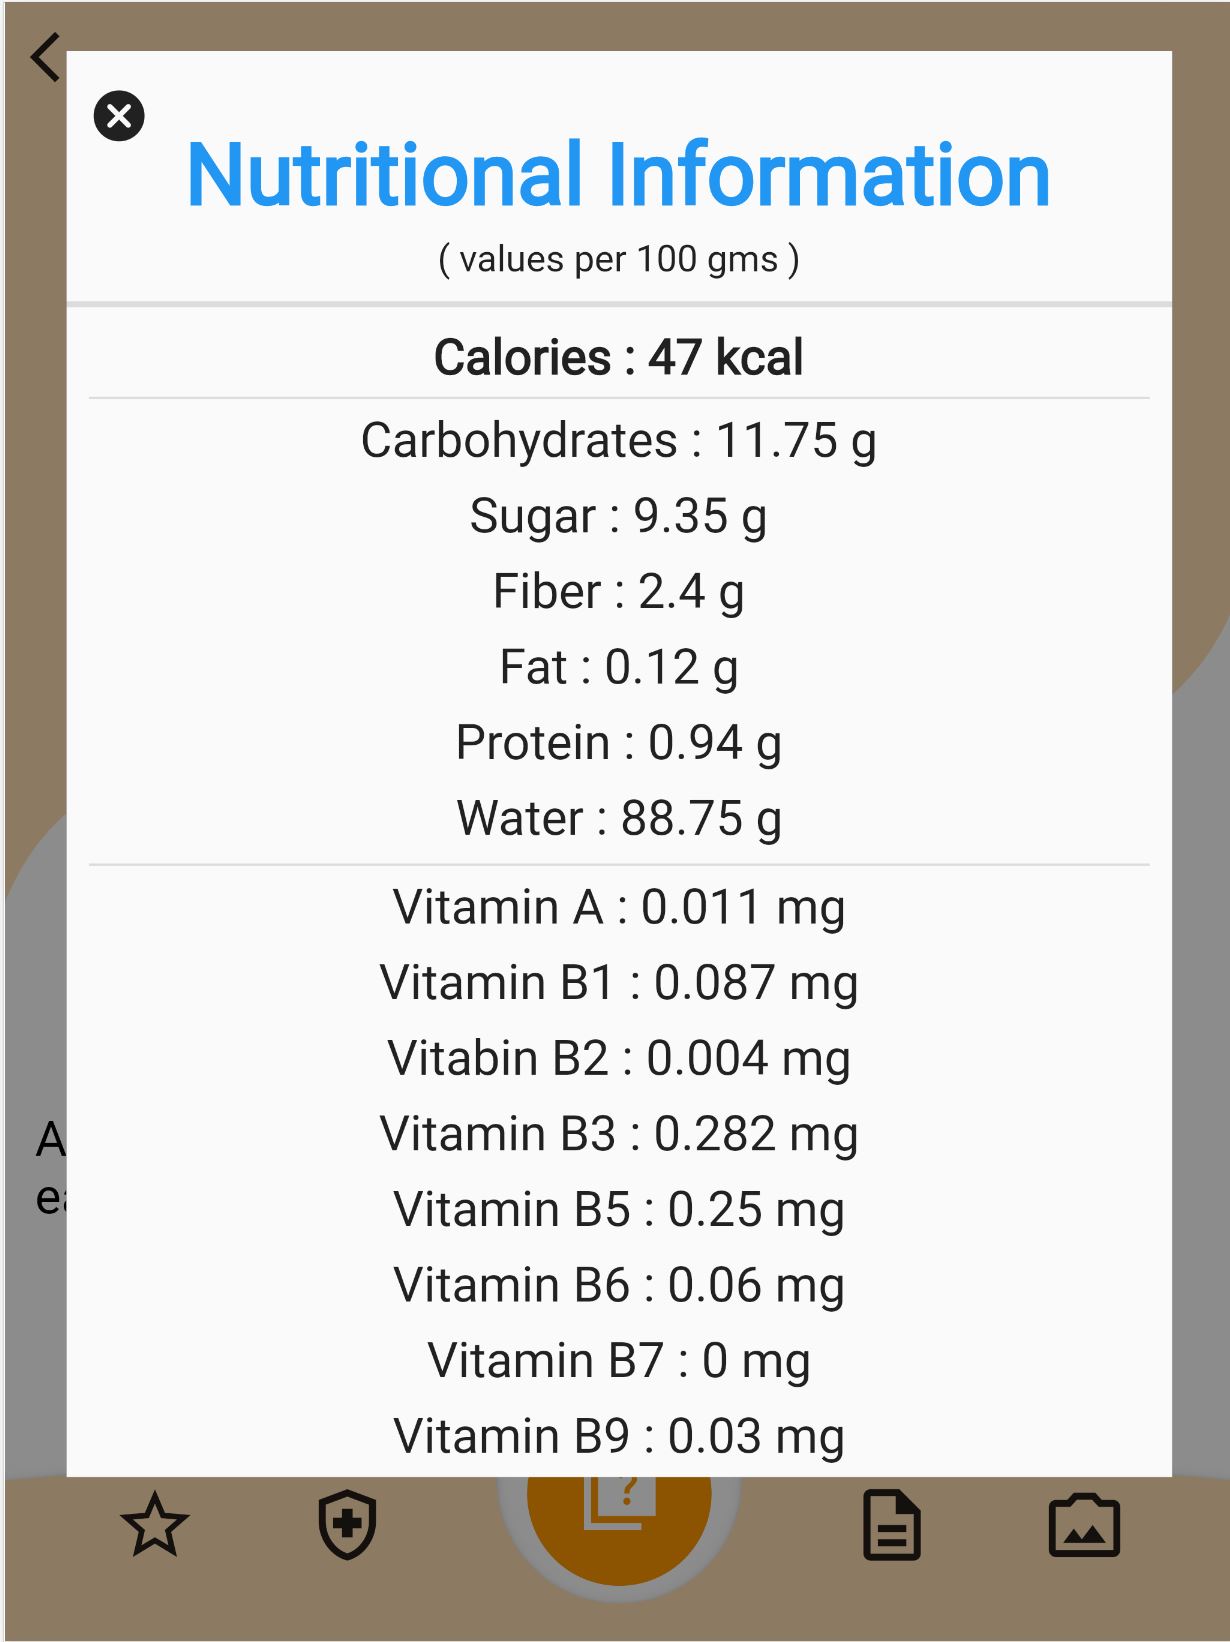 Nutritional Information
( values per 100 gms )
Calories : 47 kcal
Carbohydrates : 11.75 g
Sugar : 9.35 g
Fiber : 2.4 g
Fat : 0.12 g
Protein : 0.94 g
Water : 88.75 g
Vitamin A : 0.011 mg
Vitamin B1 : 0.087 mg
Vitabin B2 : 0.004 mg
Vitamin B3 : 0.282 mg
Vitamin B5 : 0.25 mg
Vitamin B6 : 0.06 mg
Vitamin B7 : 0 mg
Vitamin B9 : 0.03 mg
?